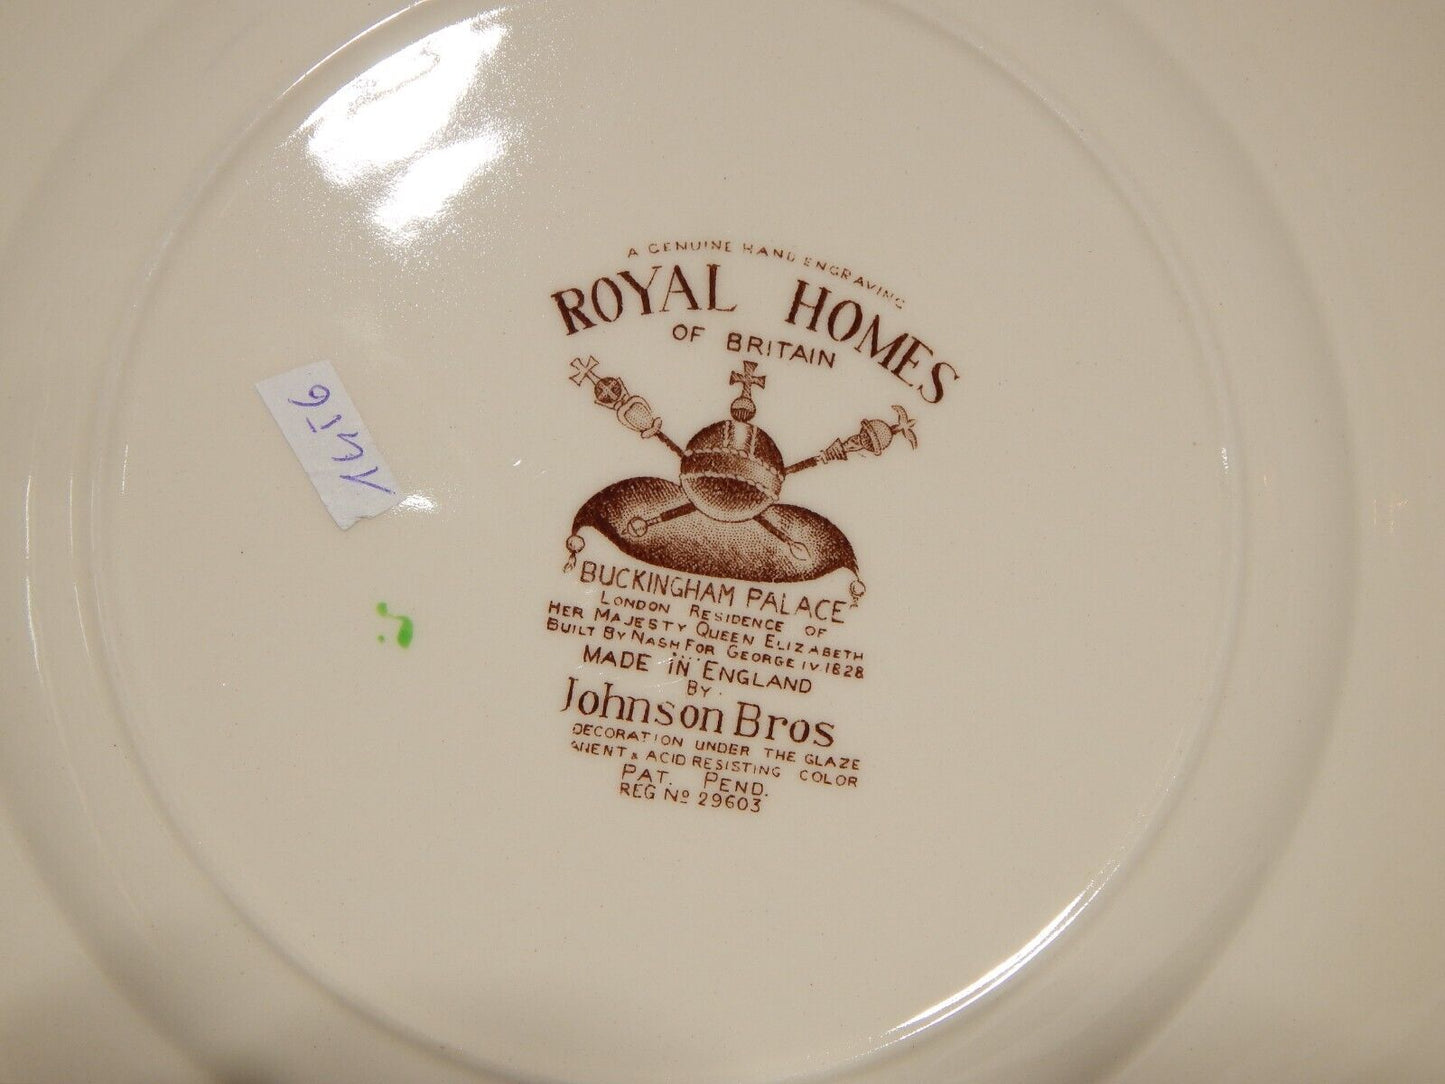 A GENUINE HAND ENGRAVING
ROYAL HOMES
OF BRITAIN
BUCKINGHAM PALACE
LONDON RESIDENCE OF
HER MAJESTY QUEEN ELIZABETH
BUILT BY NASH FOR GEORGE IV 1828
MADE IN ENGLAND
BY
Johnson Bros
DECORATION UNDER THE GLAZE
ANENT & ACID RESISTING COLOR
PAT. PEND.
REG Nº 29603